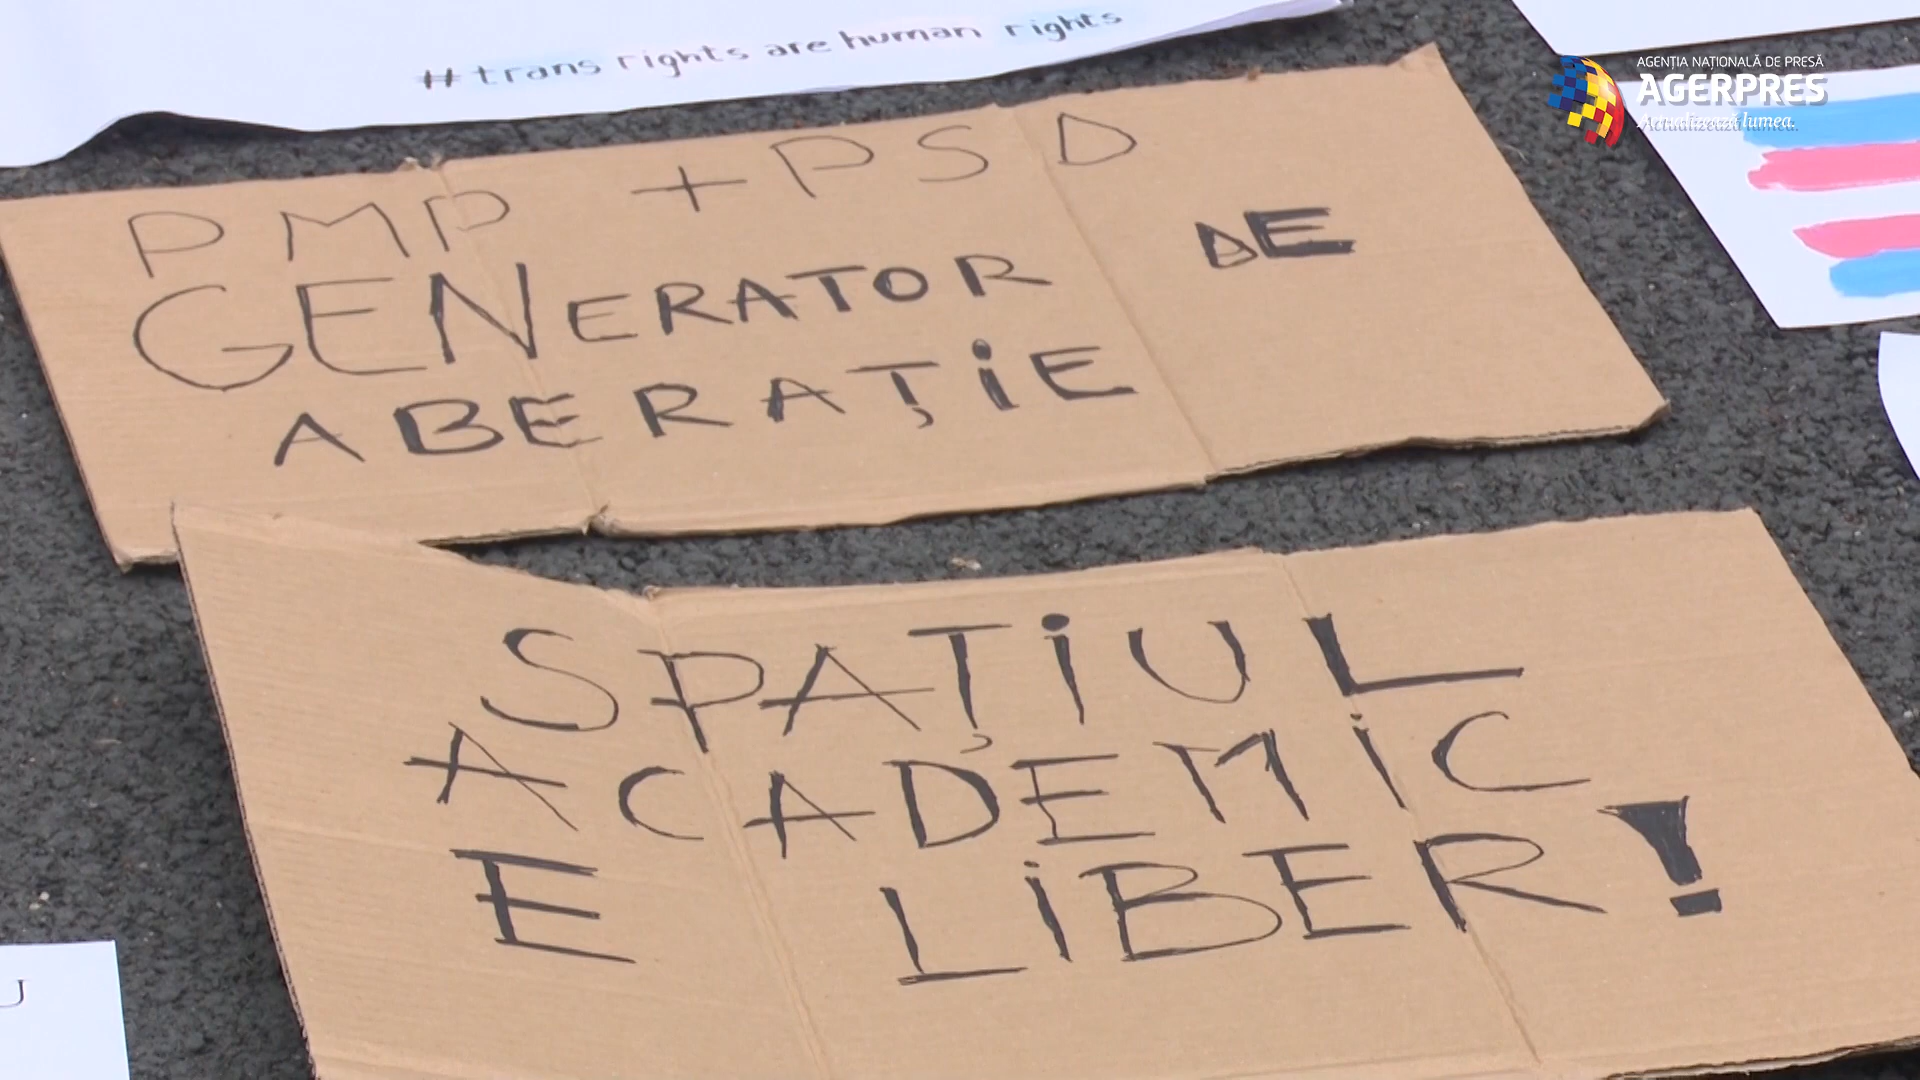 #trans rights are human rights
AGENȚIA NAȚIONALĂ DE PRESĂ
AGERPRES
Actualizează lumea.
PMP + PSD
GENERATOR DE
ABERAȚIE
SPAȚIUL
ACADEMIC
E LIBER!
U